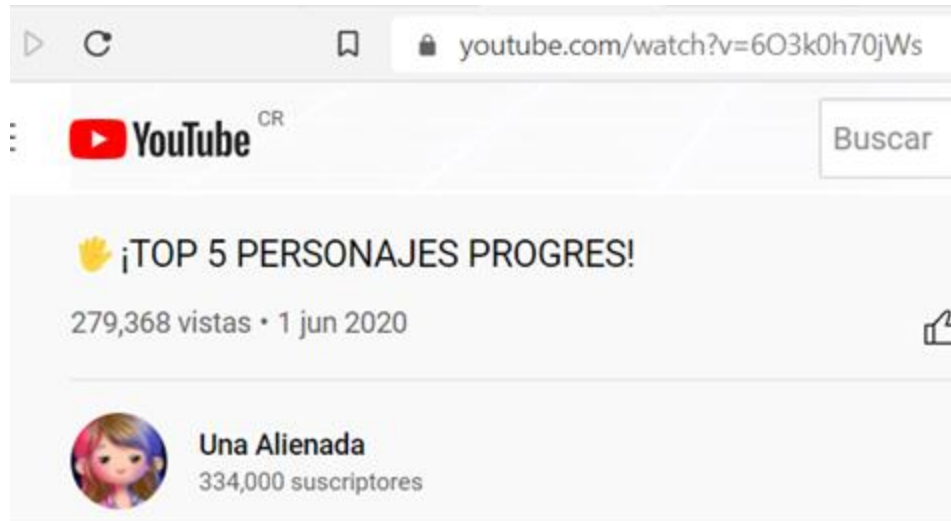 youtube.com/watch?v=6O3k0h70jWs
YouTube CR
Buscar
🖐¡TOP 5 PERSONAJES PROGRES!
279,368 vistas • 1 jun 2020
Una Alienada
334,000 suscriptores